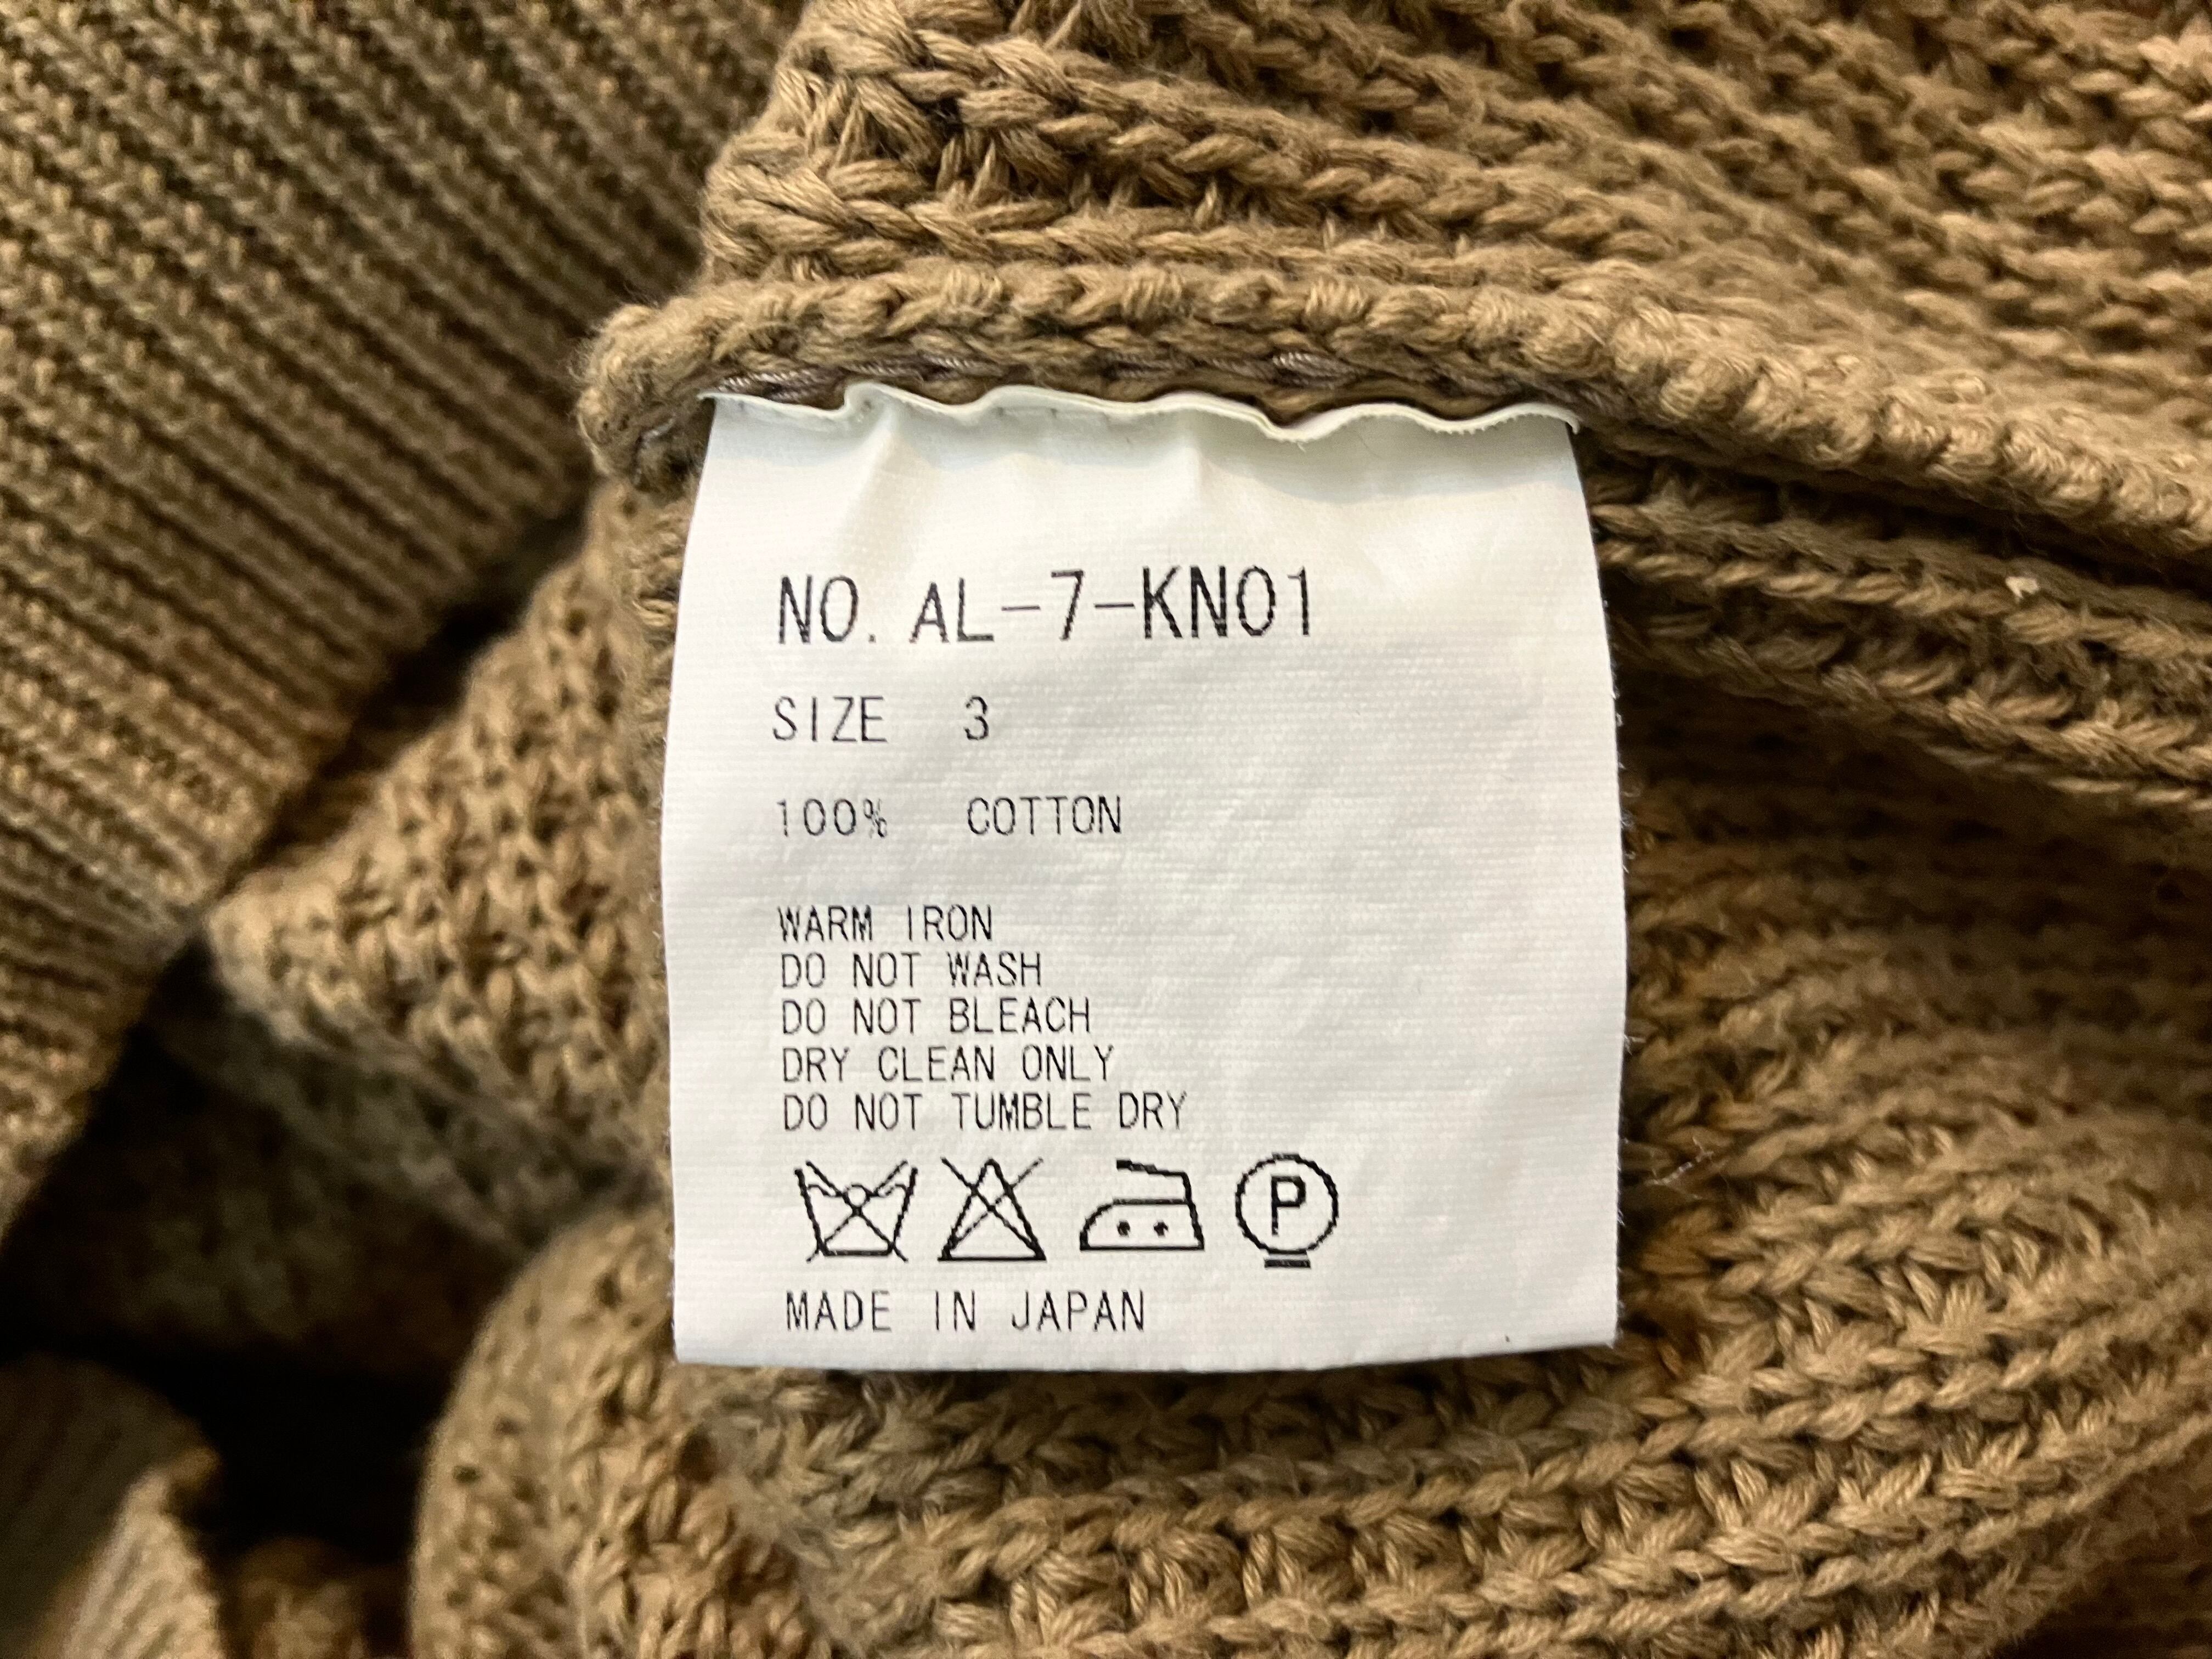 NO. AL-7-KN01
SIZE 3
100% COTTON
WARM IRON
DO NOT WASH
DO NOT BLEACH
DRY CLEAN ONLY
DO NOT TUMBLE DRY
P
MADE IN JAPAN